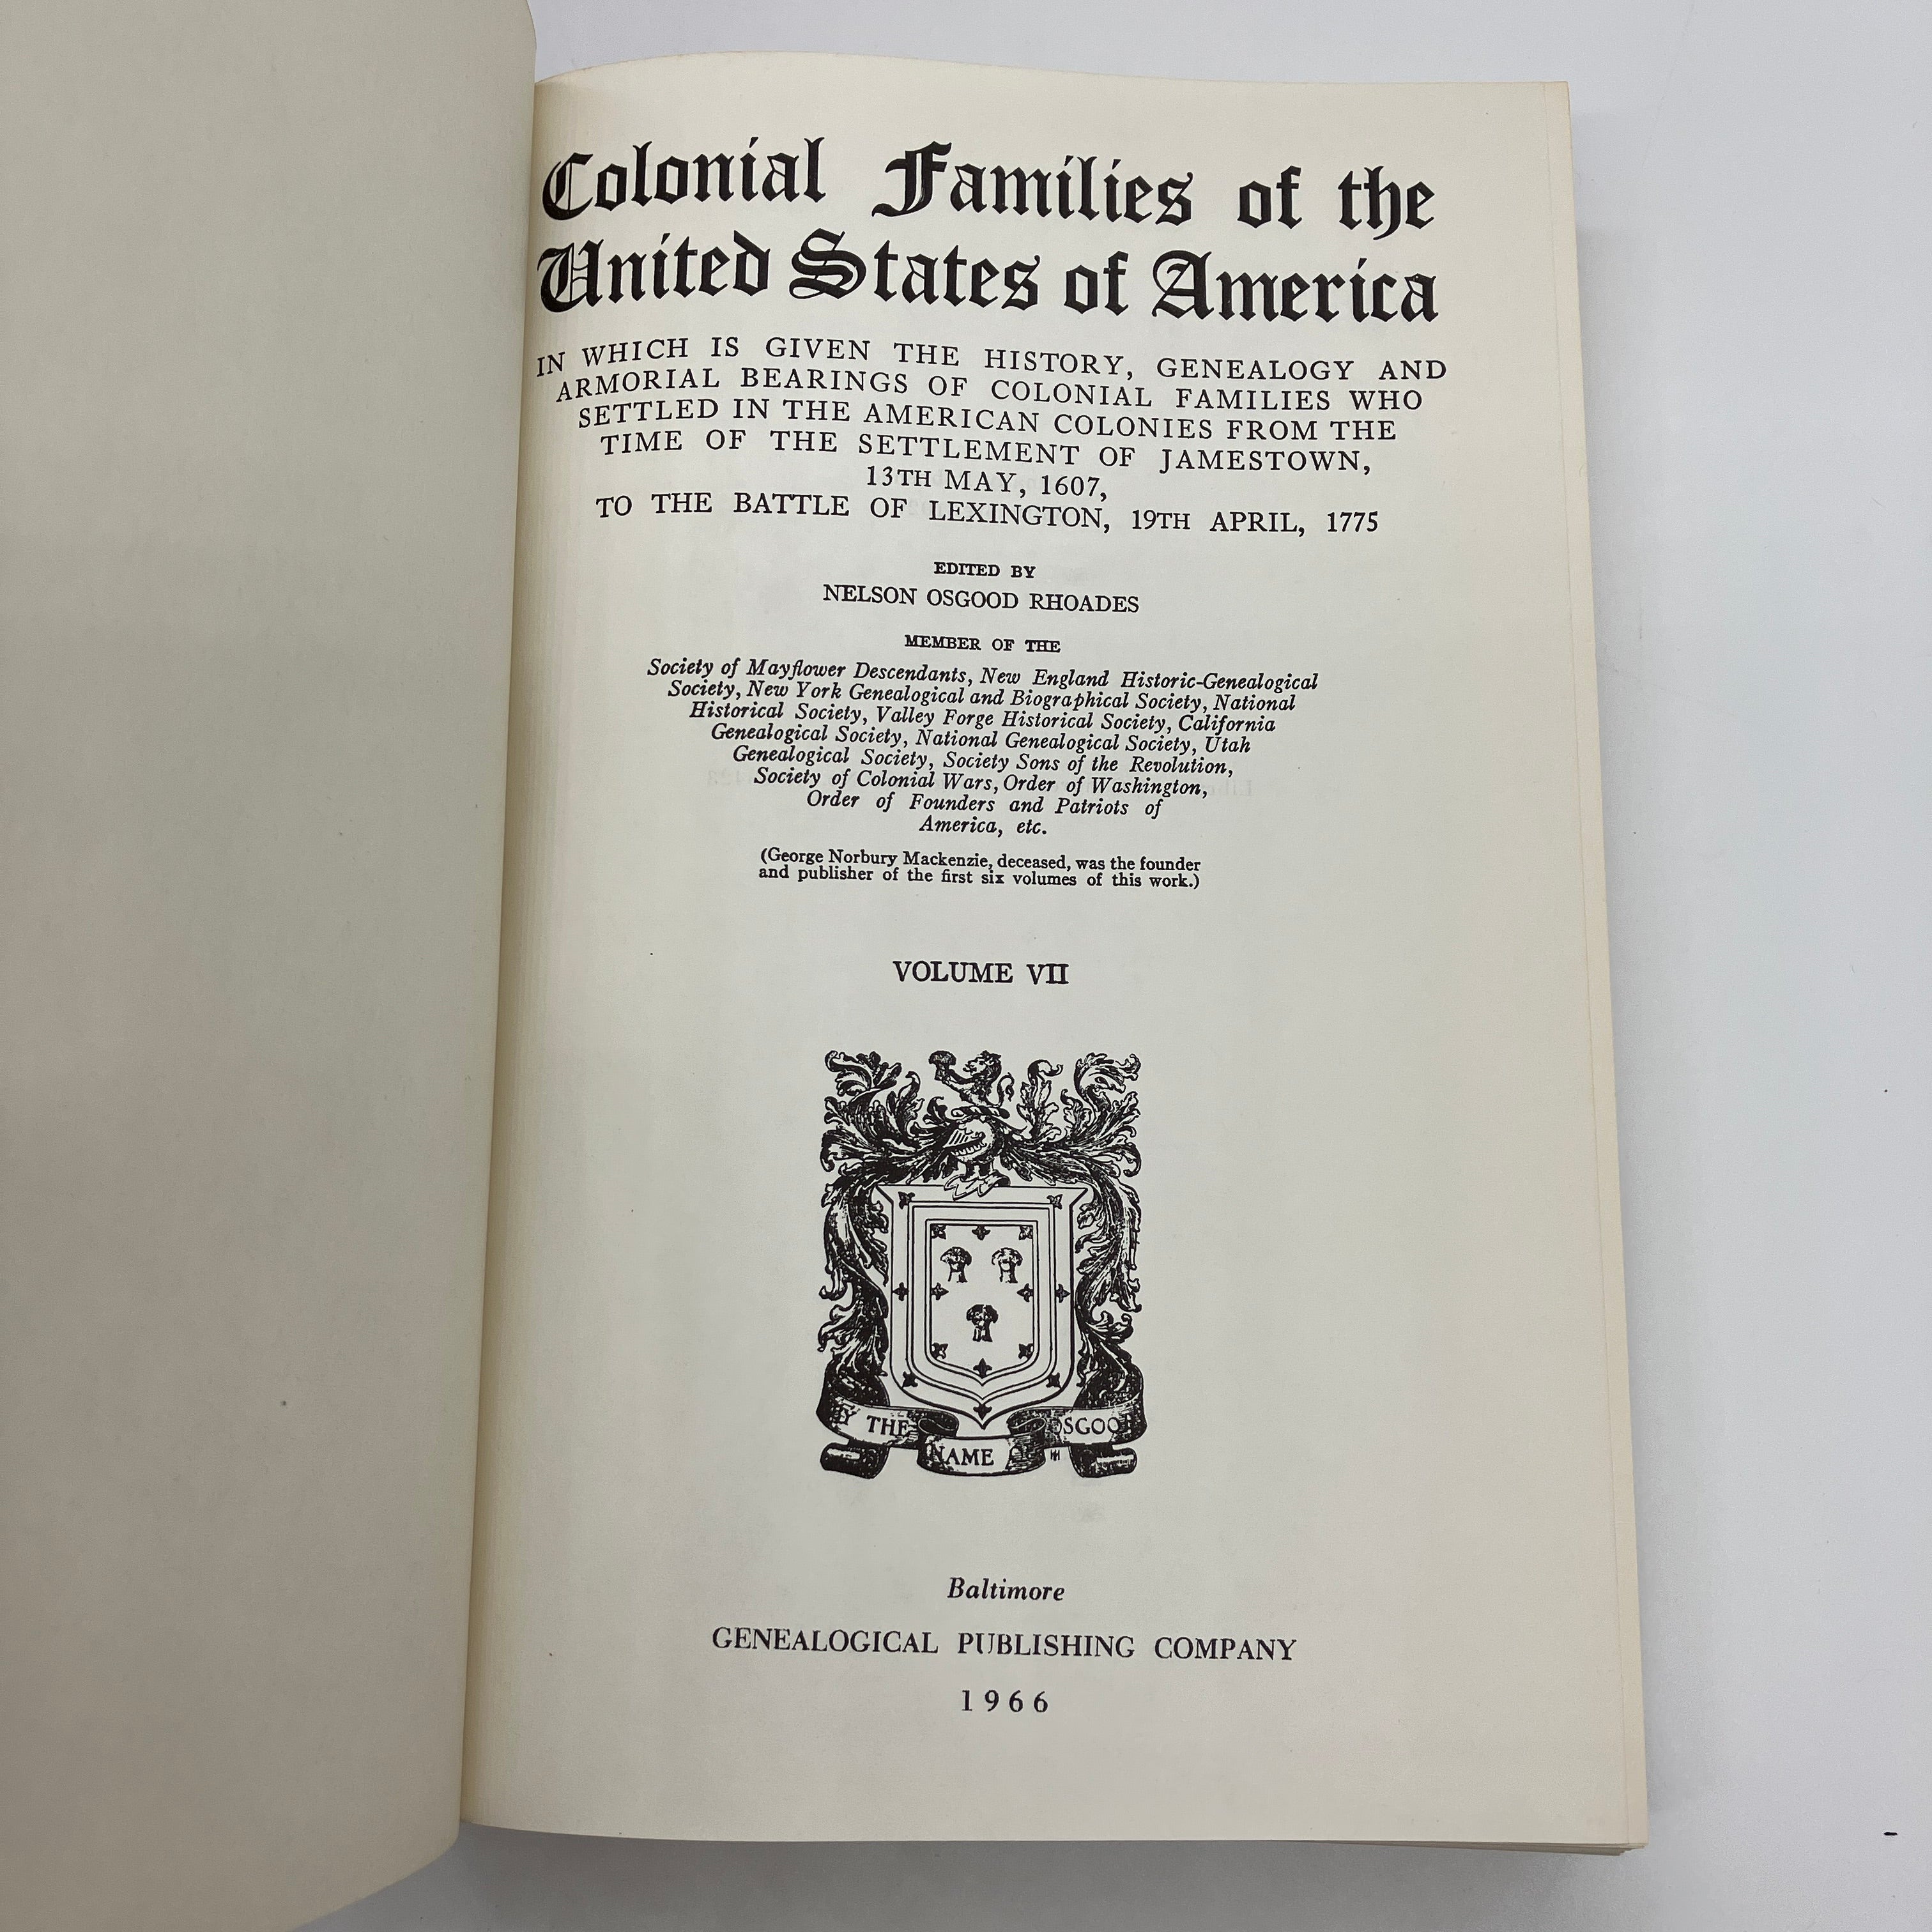 Colonial Families of the
United States of America
IN WHICH IS GIVEN THE HISTORY, GENEALOGY AND
ARMORIAL BEARINGS OF COLONIAL FAMILIES WHO
SETTLED IN THE AMERICAN COLONIES FROM THE
TIME OF THE SETTLEMENT OF JAMESTOWN,
13TH MAY, 1607,
TO THE BATTLE OF LEXINGTON, 19TH APRIL, 1775
EDITED BY
NELSON OSGOOD RHOADES
MEMBER OF THE
Society of Mayflower Descendants, New England Historic-Genealogical
Society, New York Genealogical and Biographical Society, National
Historical Society, Valley Forge Historical Society, California
Genealogical Society, National Genealogical Society, Utah
Genealogical Society, Society Sons of the Revolution,
Society of Colonial Wars, Order of Washington,
Order of Founders and Patriots of
America, etc.
(George Norbury Mackenzie, deceased, was the founder
and publisher of the first six volumes of this work.)
VOLUME VII
BY THE
NAME OF
OSGOOD
Baltimore
GENEALOGICAL PUBLISHING COMPANY
1966